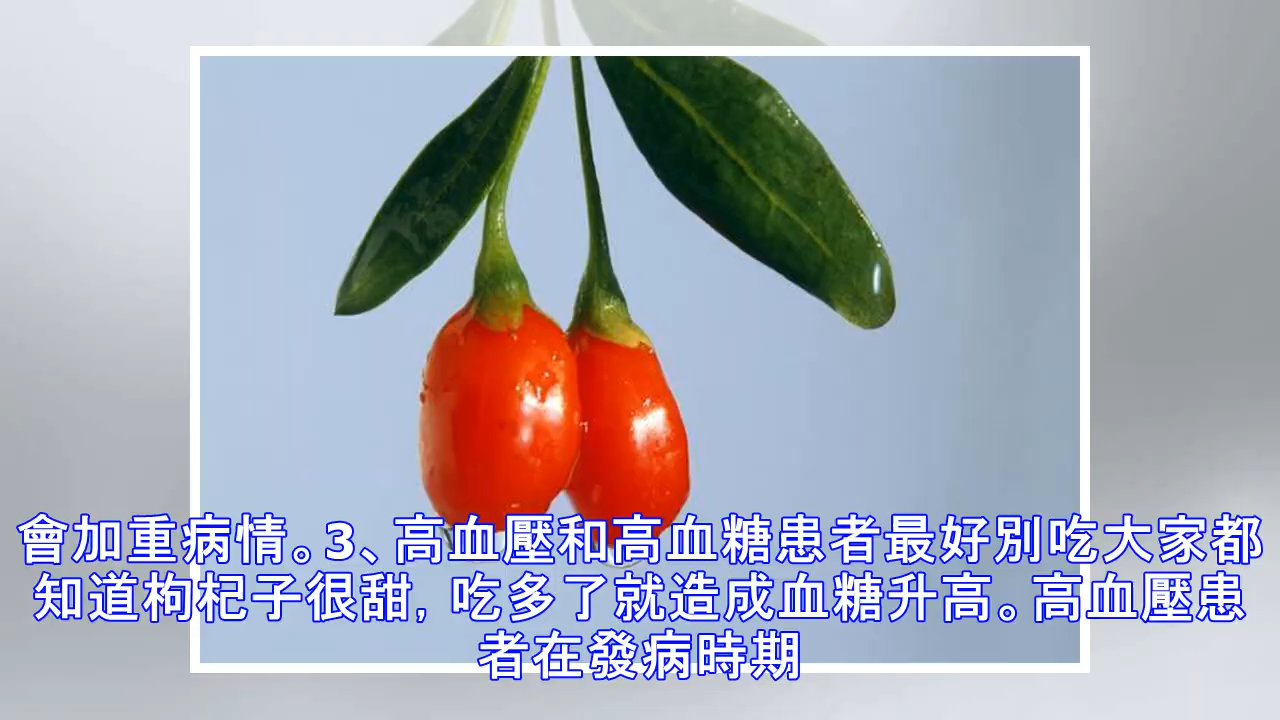 會加重病情。3、高血壓和高血糖患者最好別吃大家都
知道枸杞子很甜, 吃多了就造成血糖升高。高血壓患
者在發病時期